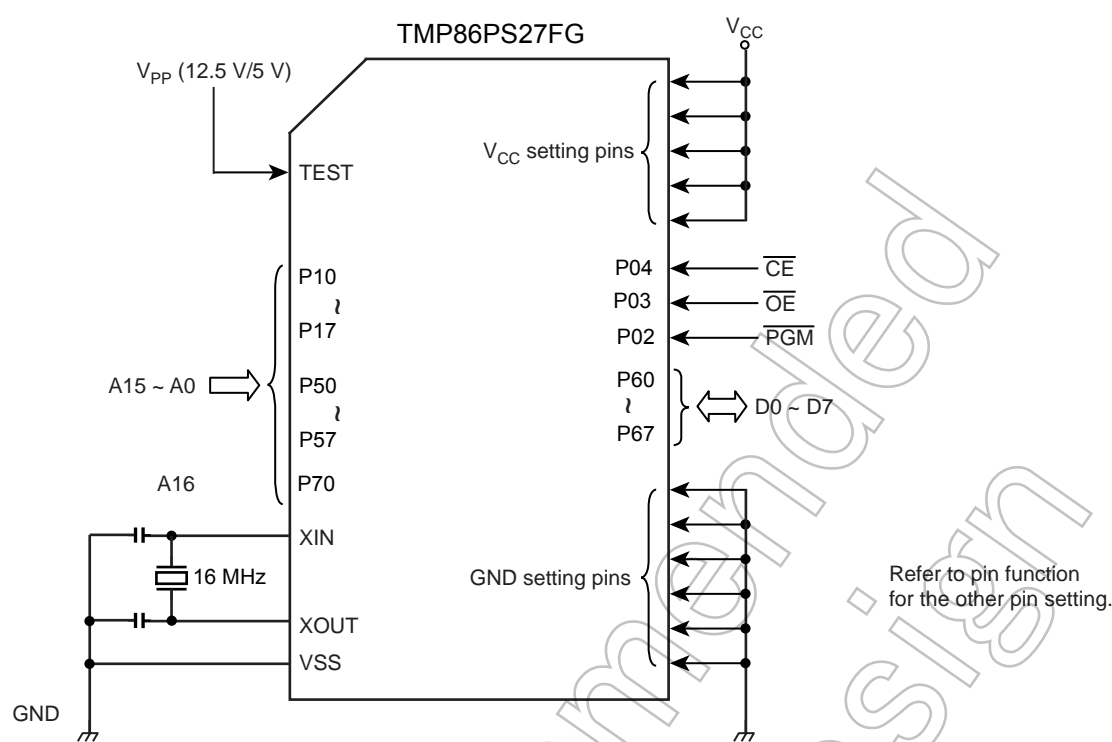 TMP86PS27FG
VCC
VPP (12.5 V/5 V)
VCC setting pins
TEST
P04
CE
P10
~
P03
OE
P17
P02
PGM
A15 ~ A0
P50
~
P57
P60
~
P67
D0 ~ D7
A16
P70
XIN
16 MHz
GND setting pins
Refer to pin function
for the other pin setting.
XOUT
VSS
GND
mmended
esign